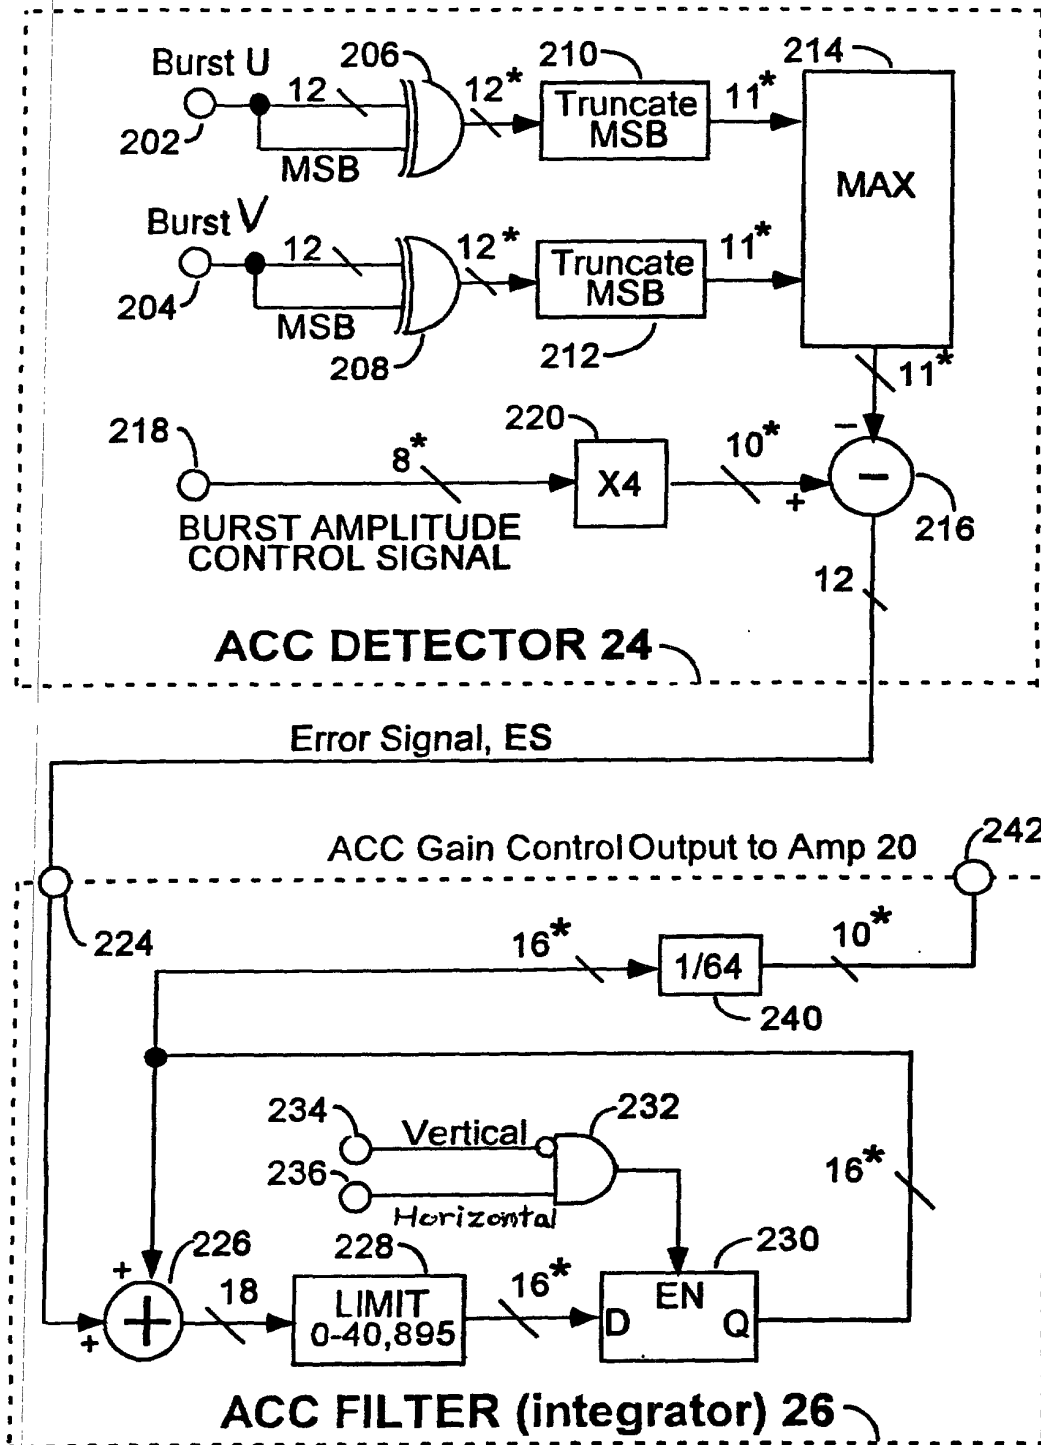 206
210
214
Burst U
12
12*
Truncate
MSB
11*
202
MSB
MAX
Burst V
12
12*
Truncate
MSB
11*
204
MSB
208
212
11*
218
220
8*
X4
10*
−
−
+
216
BURST AMPLITUDE
CONTROL SIGNAL
12
ACC DETECTOR 24
Error Signal, ES
ACC Gain Control Output to Amp 20
242
224
16*
1/64
10*
240
234
Vertical
232
236
Horizontal
16*
226
228
230
+
18
LIMIT
0-40,895
16*
EN
D
Q
+
+
ACC FILTER (integrator) 26